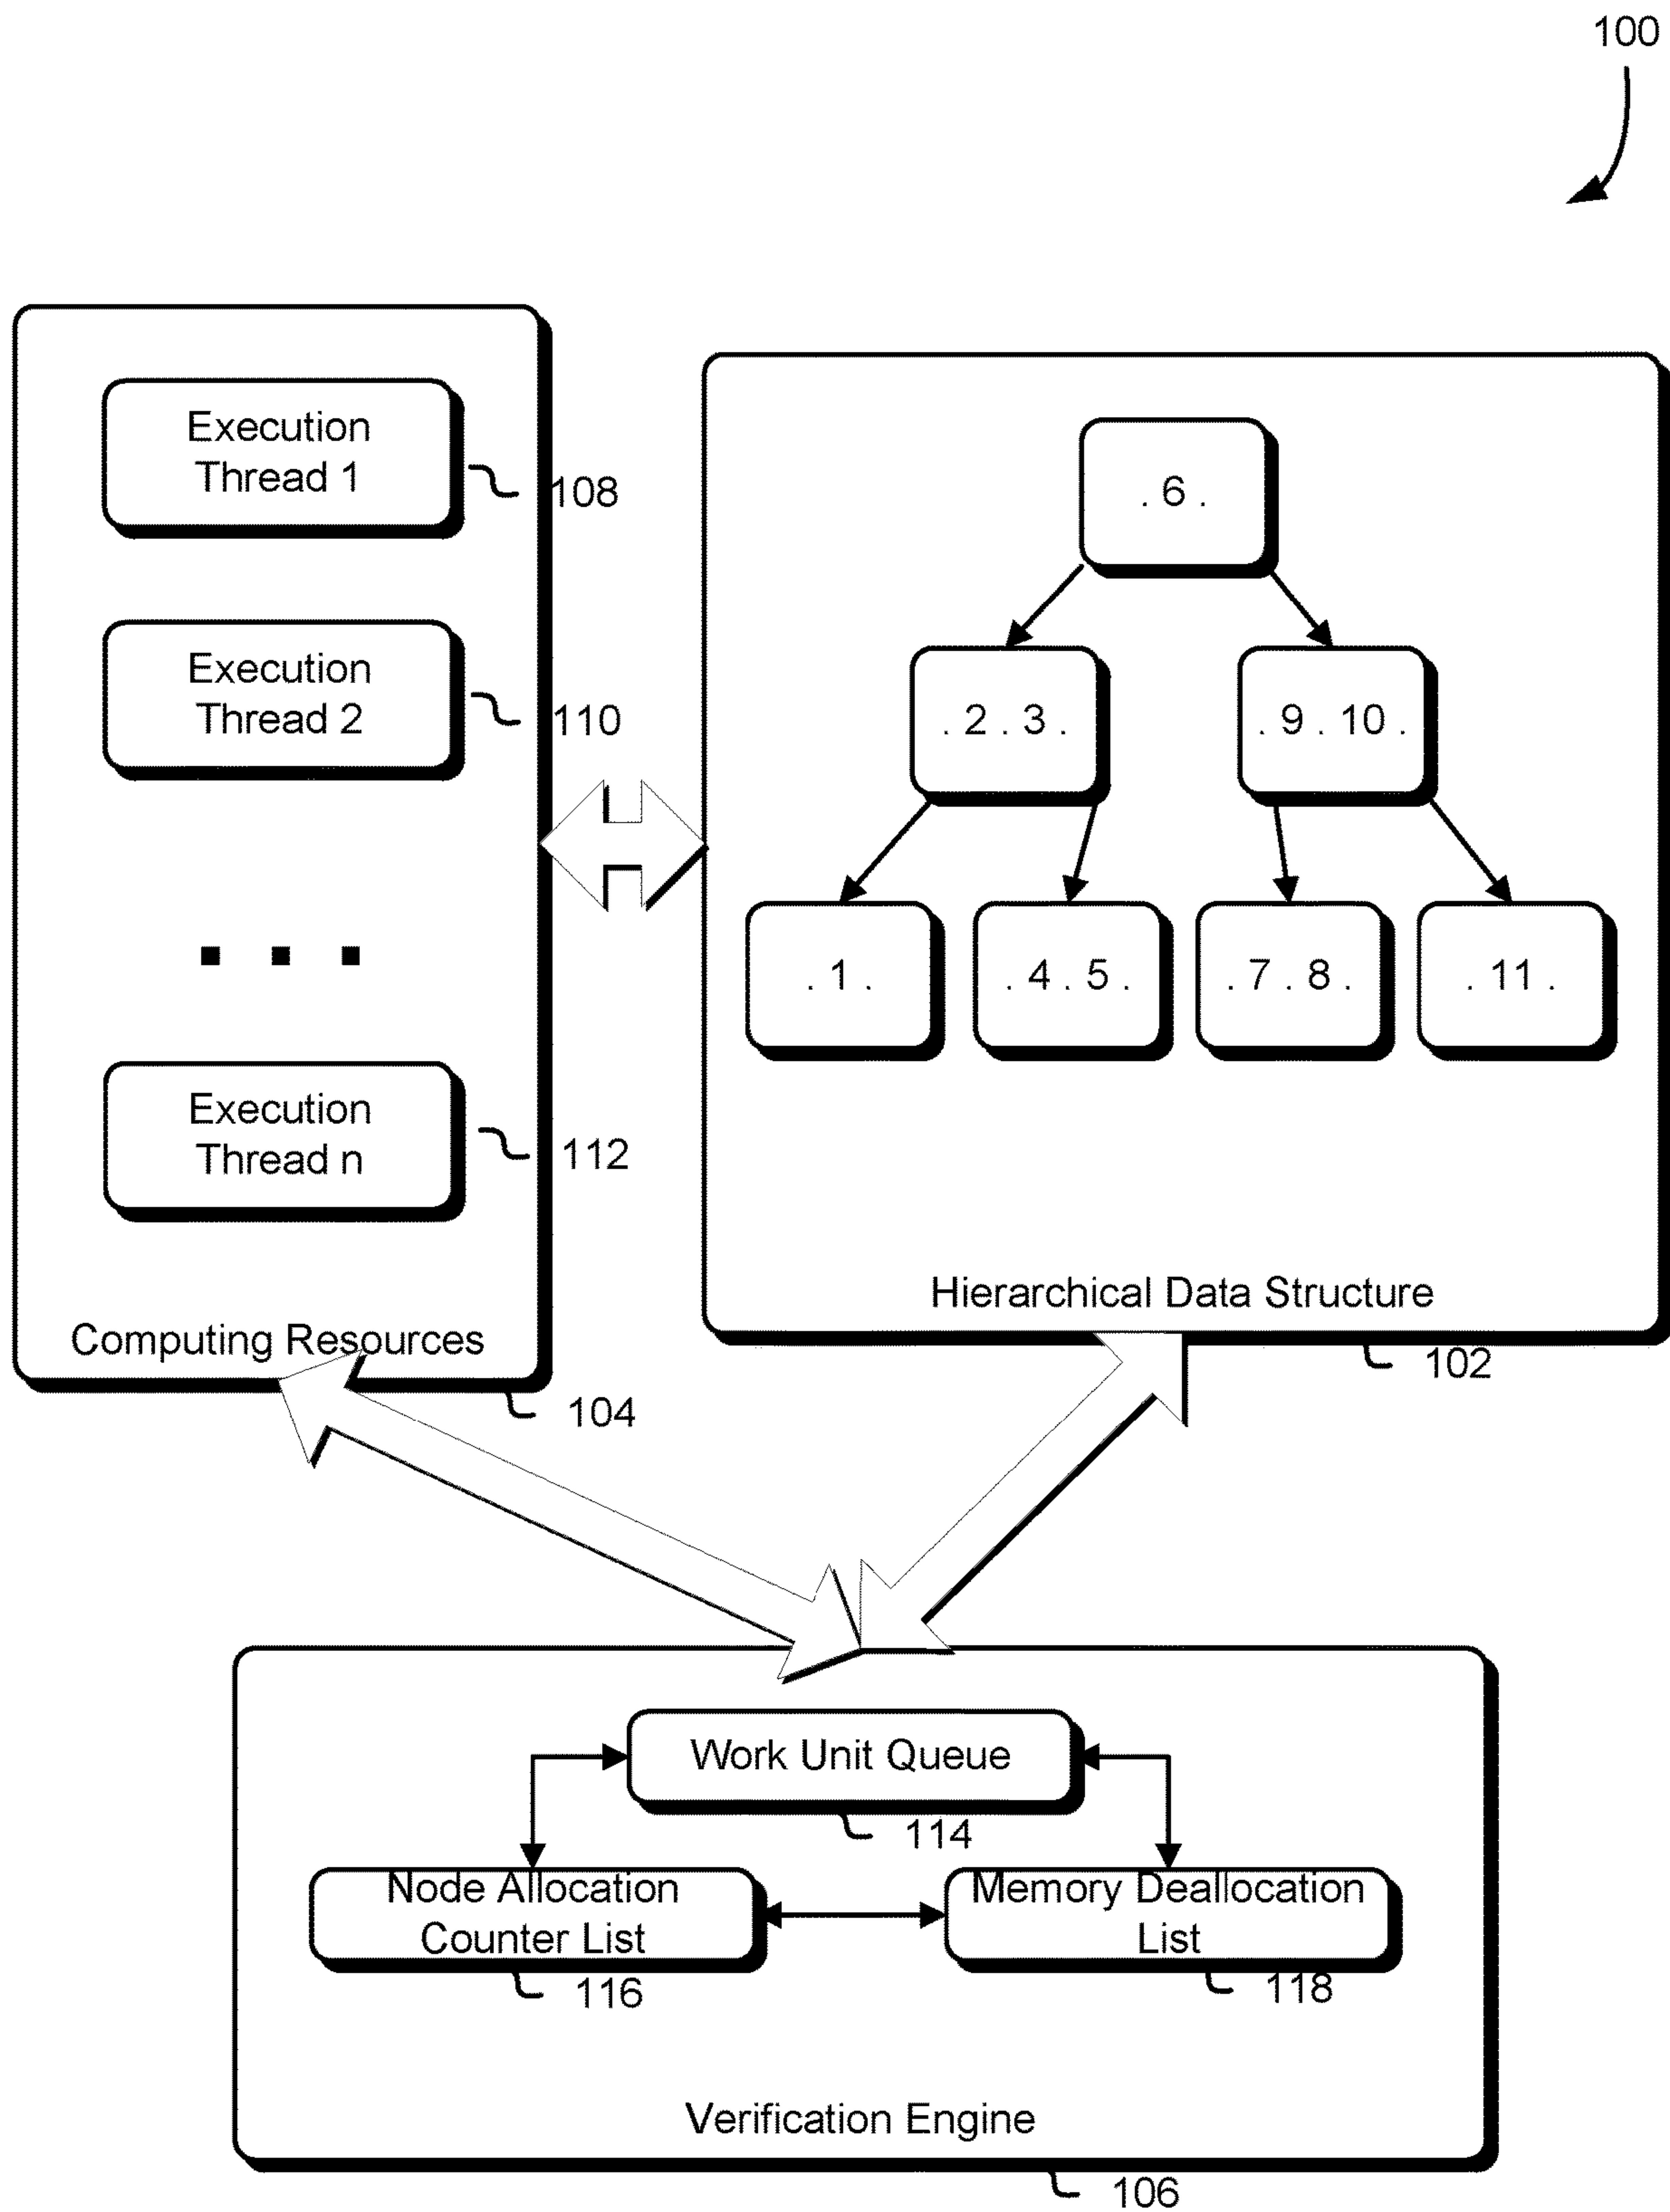 100
Execution
Thread 1
108
Execution
Thread 2
110
. . .
Execution
Thread n
112
Computing Resources
104
. 6 .
. 2 . 3 .
. 9 . 10 .
. 1 .
. 4 . 5 .
. 7 . 8 .
. 11 .
Hierarchical Data Structure
102
Work Unit Queue
114
Node Allocation
Counter List
116
Memory Deallocation
List
118
Verification Engine
106